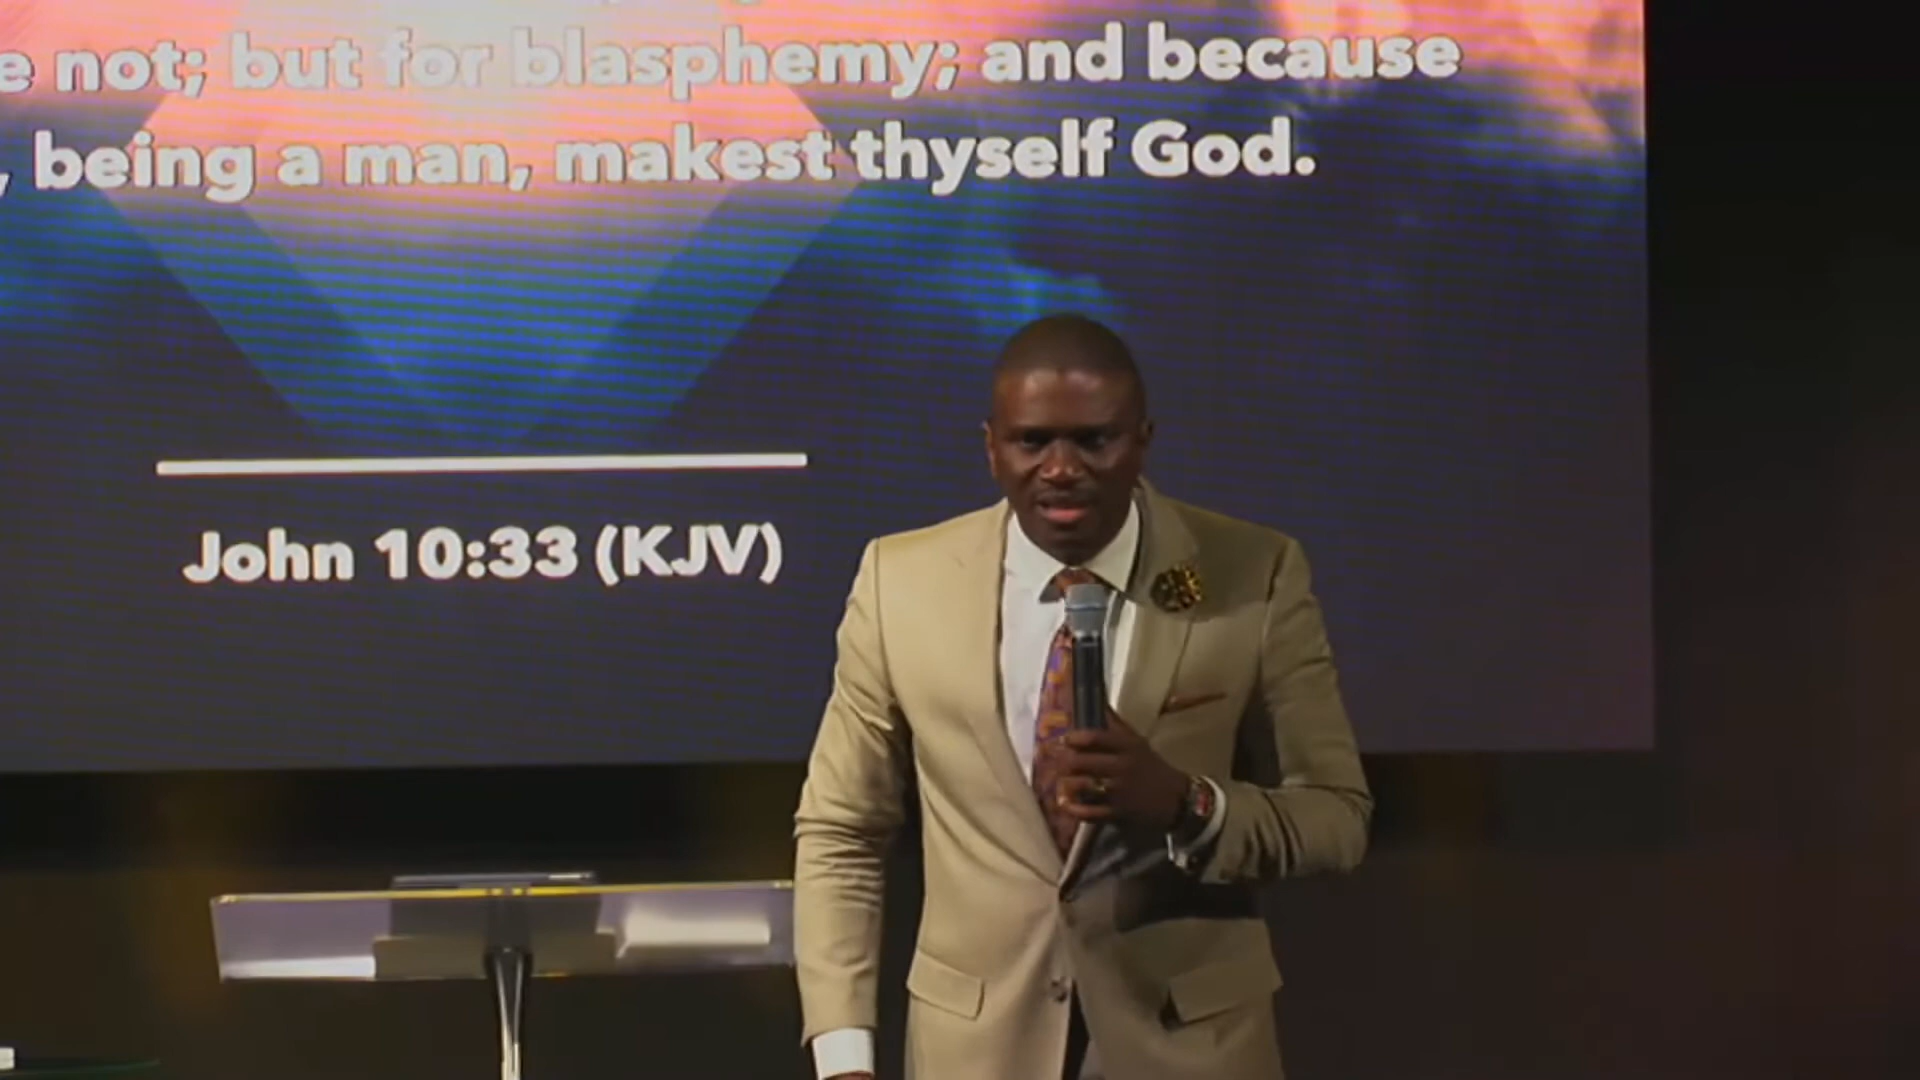 e not; but for blasphemy; and because
, being a man, makest thyself God.
John 10:33 (KJV)